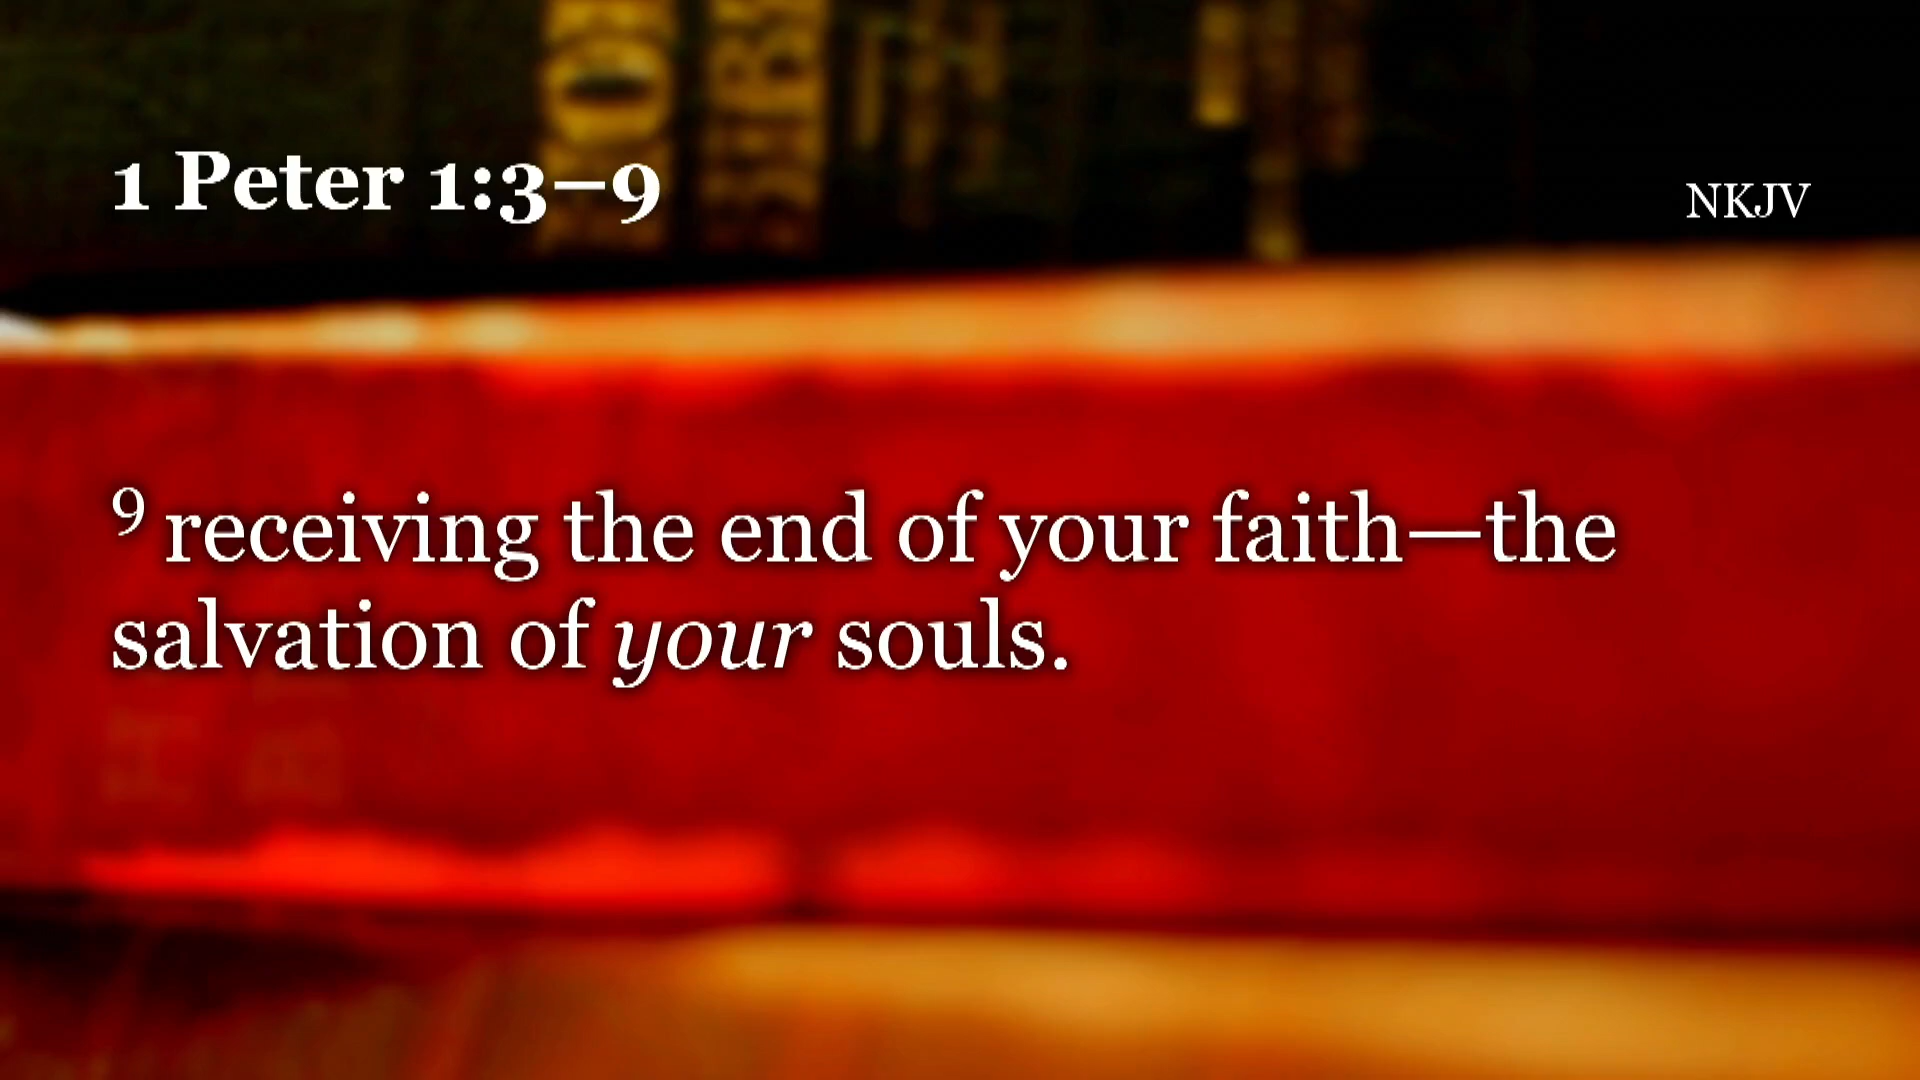 1 Peter 1:3–9
NKJV
9 receiving the end of your faith—the
salvation of your souls.